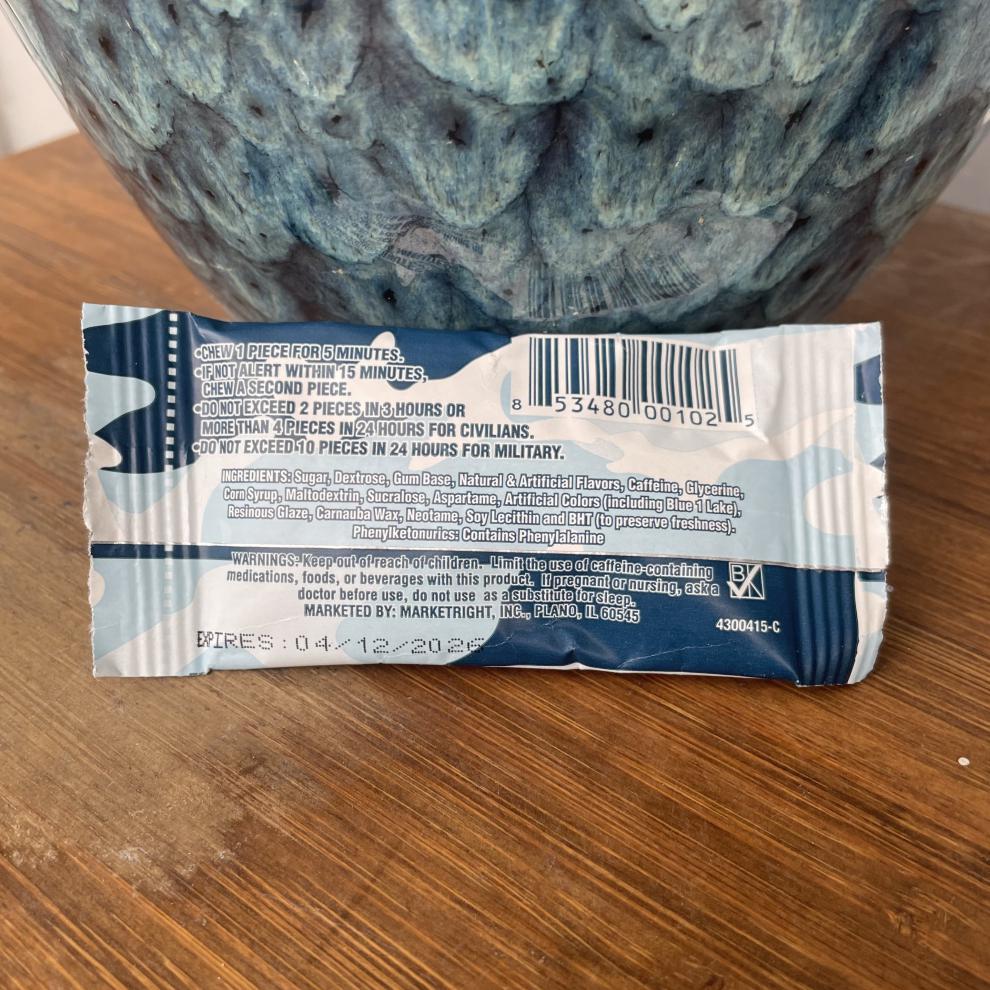 •CHEW 1 PIECE FOR 5 MINUTES.
•IF NOT ALERT WITHIN 15 MINUTES,
CHEW A SECOND PIECE.
•DO NOT EXCEED 2 PIECES IN 3 HOURS OR
MORE THAN 4 PIECES IN 24 HOURS FOR CIVILIANS.
•DO NOT EXCEED 10 PIECES IN 24 HOURS FOR MILITARY.
8 53480 00102 5
INGREDIENTS: Sugar, Dextrose, Gum Base, Natural & Artificial Flavors, Caffeine, Glycerine,
Corn Syrup, Maltodextrin, Sucralose, Aspartame, Artificial Colors (including Blue 1 Lake),
Resinous Glaze, Carnauba Wax, Neotame, Soy Lecithin and BHT (to preserve freshness).
Phenylketonurics: Contains Phenylalanine
WARNINGS: Keep out of reach of children. Limit the use of caffeine-containing
medications, foods, or beverages with this product. If pregnant or nursing, ask a
doctor before use, do not use as a substitute for sleep.
MARKETED BY: MARKETRIGHT, INC., PLANO, IL 60545
BK
4300415-C
EXPIRES:04/12/2026